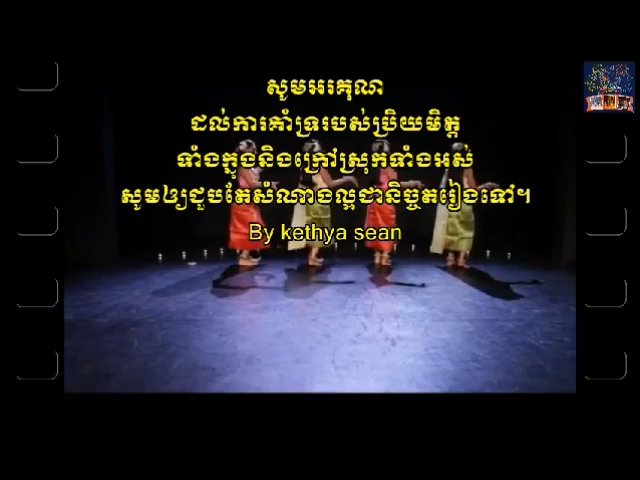 សូមអរគុណ
ដល់ការគាំទ្ររបស់ប្រិយមិត្ត
ទាំងក្នុងនិងក្រៅស្រុកទាំងអស់
សូមឲ្យជួបតែសំណាងល្អជានិច្ចតរៀងទៅ។
By kethya sean